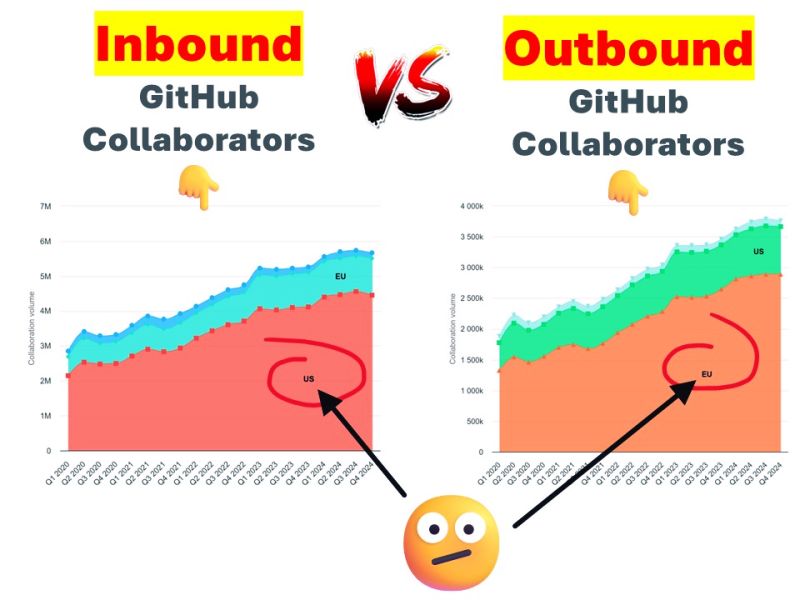 Inbound
GitHub
Collaborators
VS
Outbound
GitHub
Collaborators
7M
6M
5M
4M
3M
2M
1M
0
Collaboration volume
EU
US
Q1 2020
Q2 2020
Q3 2020
Q4 2020
Q1 2021
Q2 2021
Q3 2021
Q4 2021
Q1 2022
Q2 2022
Q3 2022
Q4 2022
Q1 2023
Q2 2023
Q3 2023
Q4 2023
Q1 2024
Q2 2024
Q3 2024
Q4 2024
4 000k
3 500k
3 000k
2 500k
2 000k
1 500k
1 000k
500k
0
Collaboration volume
US
EU
Q1 2020
Q2 2020
Q3 2020
Q4 2020
Q1 2021
Q2 2021
Q3 2021
Q4 2021
Q1 2022
Q2 2022
Q3 2022
Q4 2022
Q1 2023
Q2 2023
Q3 2023
Q4 2023
Q1 2024
Q2 2024
Q3 2024
Q4 2024